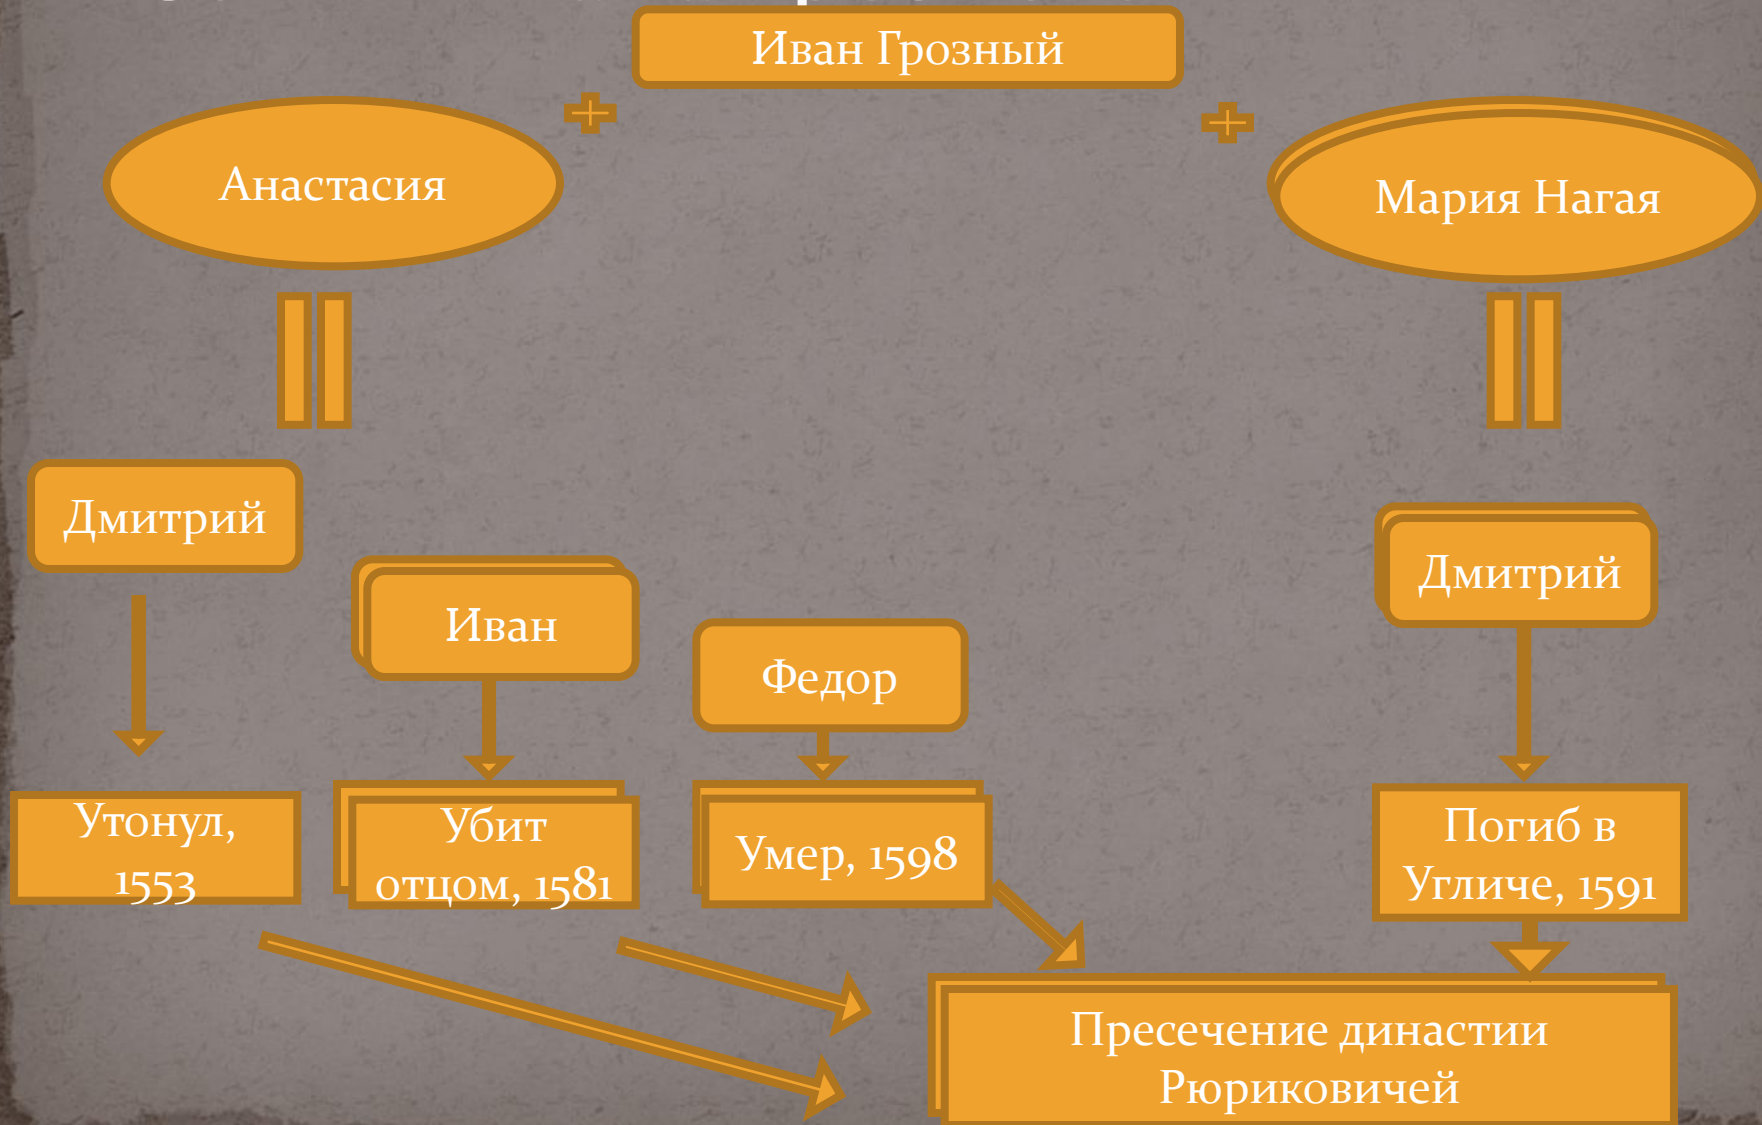 Иван Грозный
Анастасия
Мария Нагая
Дмитрий
Иван
Федор
Дмитрий
Утонул,
1553
Убит
отцом, 1581
Умер, 1598
Погиб в
Угличе, 1591
Пресечение династии
Рюриковичей